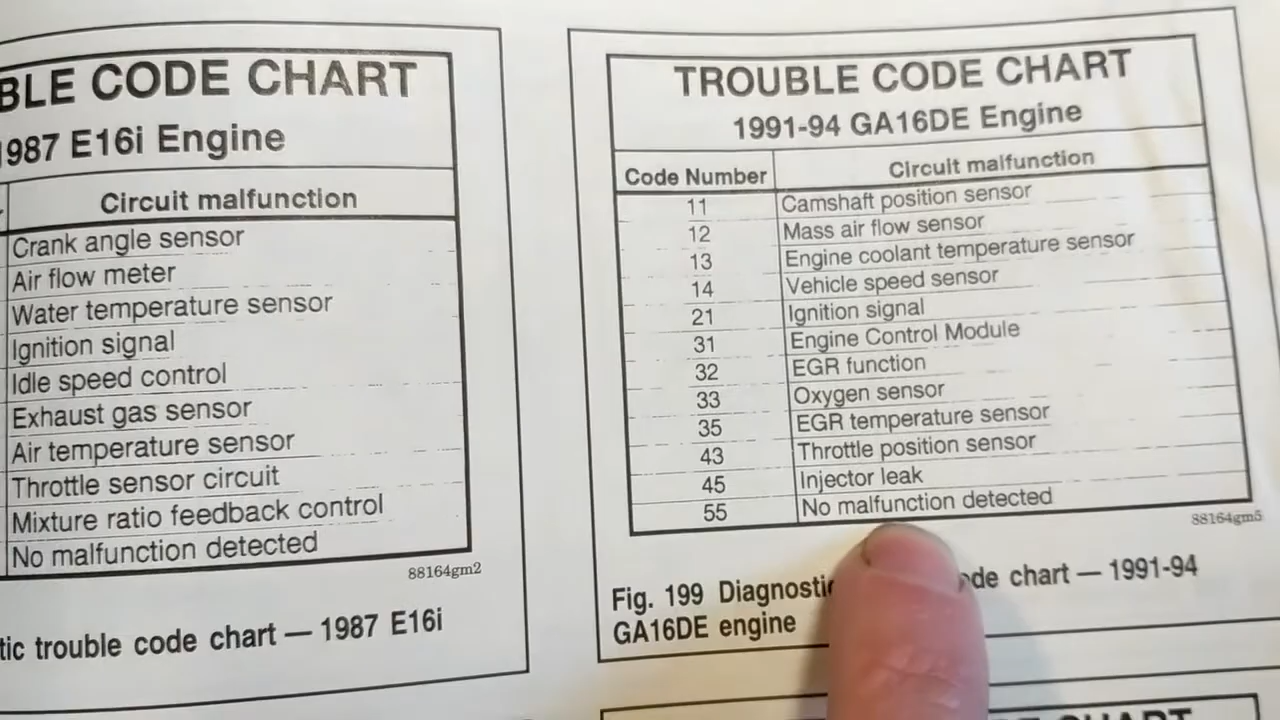 BLE CODE CHART
1987 E16i Engine
Circuit malfunction
Crank angle sensor
Air flow meter
Water temperature sensor
Ignition signal
Idle speed control
Exhaust gas sensor
Air temperature sensor
Throttle sensor circuit
Mixture ratio feedback control
No malfunction detected
88164gm2
tic trouble code chart — 1987 E16i
TROUBLE CODE CHART
1991-94 GA16DE Engine
Code Number Circuit malfunction
11 Camshaft position sensor
12 Mass air flow sensor
13 Engine coolant temperature sensor
14 Vehicle speed sensor
21 Ignition signal
31 Engine Control Module
32 EGR function
33 Oxygen sensor
35 EGR temperature sensor
43 Throttle position sensor
45 Injector leak
55 No malfunction detected
88164gm5
Fig. 199 Diagnostic ode chart — 1991-94
GA16DE engine
CHART